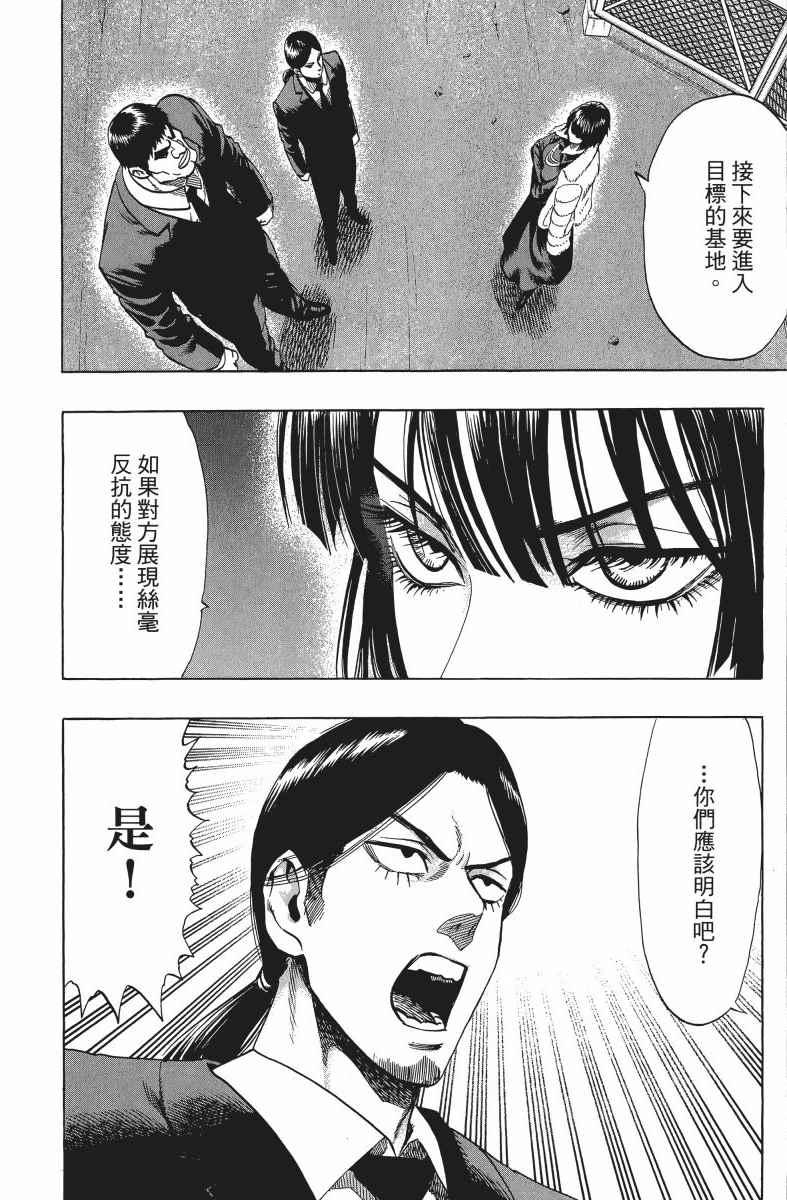 接下來要進入
目標的基地。
如果對方展現絲毫
反抗的態度……
…你們應該明白吧？
是！